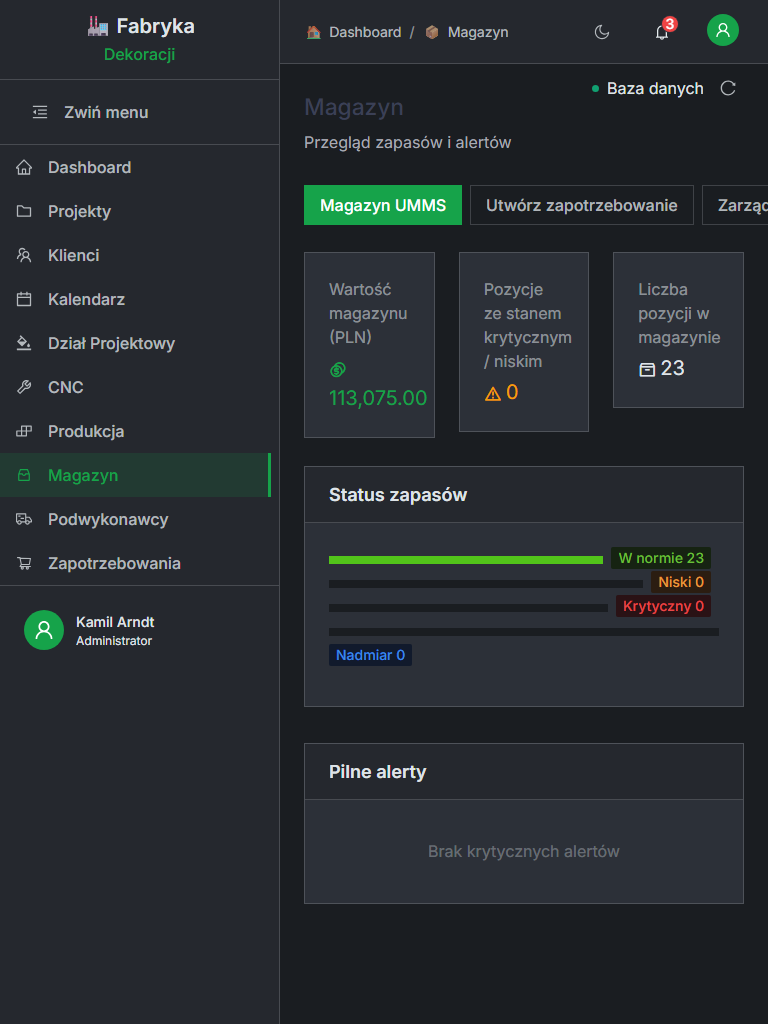 Fabryka
Dekoracji
Zwiń menu
Dashboard
Projekty
Klienci
Kalendarz
Dział Projektowy
CNC
Produkcja
Magazyn
Podwykonawcy
Zapotrzebowania
Kamil Arndt
Administrator
Dashboard / Magazyn
3
Baza danych
Magazyn
Przegląd zapasów i alertów
Magazyn UMMS
Utwórz zapotrzebowanie
Zarząd
Wartość
magazynu
(PLN)
113,075.00
Pozycje
ze stanem
krytycznym
/ niskim
0
Liczba
pozycji w
magazynie
23
Status zapasów
W normie 23
Niski 0
Krytyczny 0
Nadmiar 0
Pilne alerty
Brak krytycznych alertów